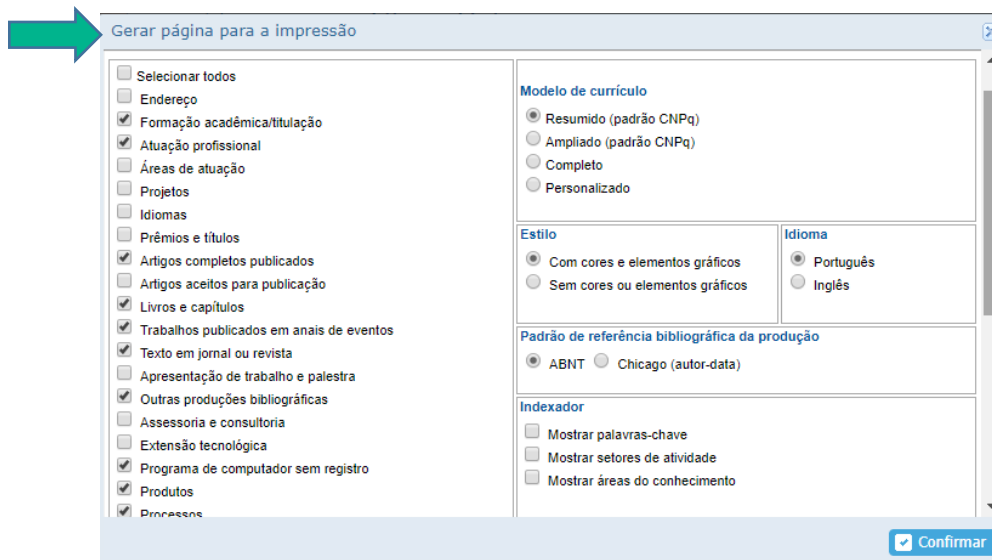 Gerar página para a impressão
Selecionar todos
Endereço
Formação acadêmica/titulação
Atuação profissional
Áreas de atuação
Projetos
Idiomas
Prêmios e títulos
Artigos completos publicados
Artigos aceitos para publicação
Livros e capítulos
Trabalhos publicados em anais de eventos
Texto em jornal ou revista
Apresentação de trabalho e palestra
Outras produções bibliográficas
Assessoria e consultoria
Extensão tecnológica
Programa de computador sem registro
Produtos
Processos
Modelo de currículo
Resumido (padrão CNPq)
Ampliado (padrão CNPq)
Completo
Personalizado
Estilo
Com cores e elementos gráficos
Sem cores ou elementos gráficos
Idioma
Português
Inglês
Padrão de referência bibliográfica da produção
ABNT Chicago (autor-data)
Indexador
Mostrar palavras-chave
Mostrar setores de atividade
Mostrar áreas do conhecimento
Confirmar